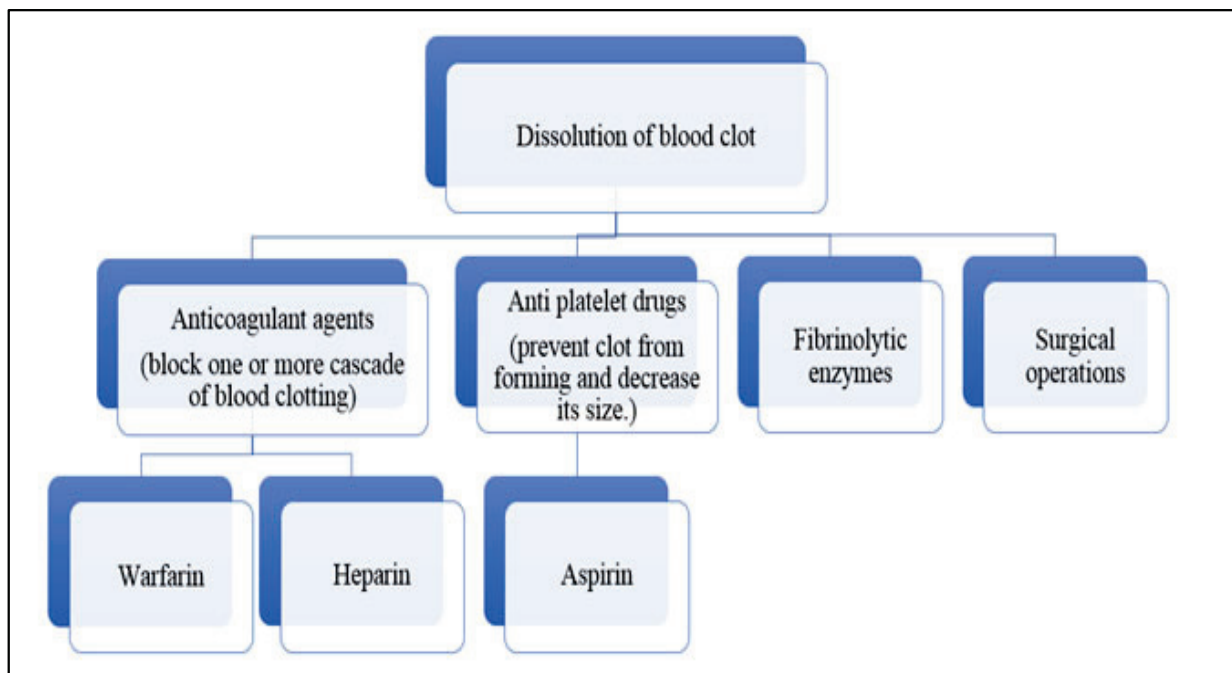 Dissolution of blood clot
Anticoagulant agents
(block one or more cascade
of blood clotting)
Anti platelet drugs
(prevent clot from
forming and decrease
its size.)
Fibrinolytic
enzymes
Surgical
operations
Warfarin
Heparin
Aspirin